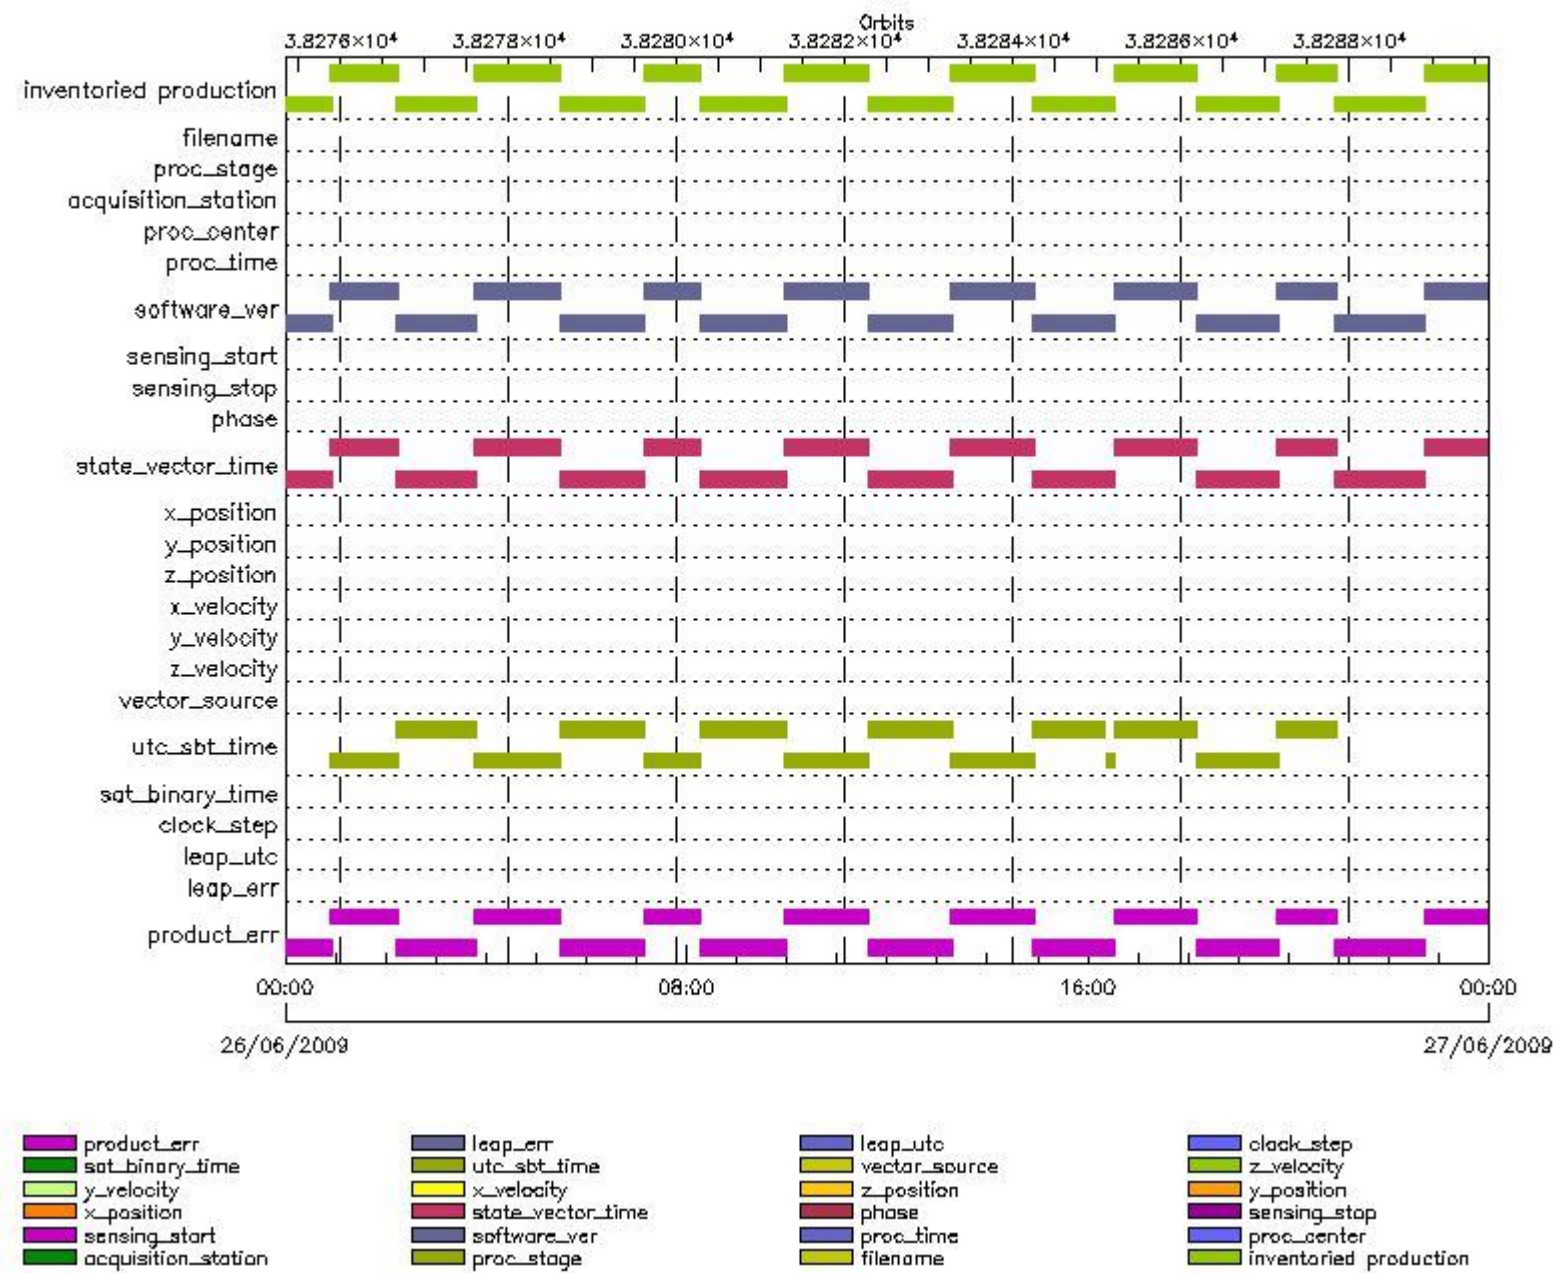 Orbits
3.8276×10⁴ 3.8278×10⁴ 3.8280×10⁴ 3.8282×10⁴ 3.8284×10⁴ 3.8286×10⁴ 3.8288×10⁴
inventoried production
filename
proc_stage
acquisition_station
proc_center
proc_time
software_ver
sensing_start
sensing_stop
phase
state_vector_time
x_position
y_position
z_position
x_velocity
y_velocity
z_velocity
vector_source
utc_sbt_time
sat_binary_time
clock_step
leap_utc
leap_err
product_err
00:00 08:00 16:00 00:00
26/06/2009 27/06/2009
product_err leap_err leap_utc clock_step
sat_binary_time utc_sbt_time vector_source z_velocity
y_velocity x_velocity z_position y_position
x_position state_vector_time phase sensing_stop
sensing_start software_ver proc_time proc_center
acquisition_station proc_stage filename inventoried production